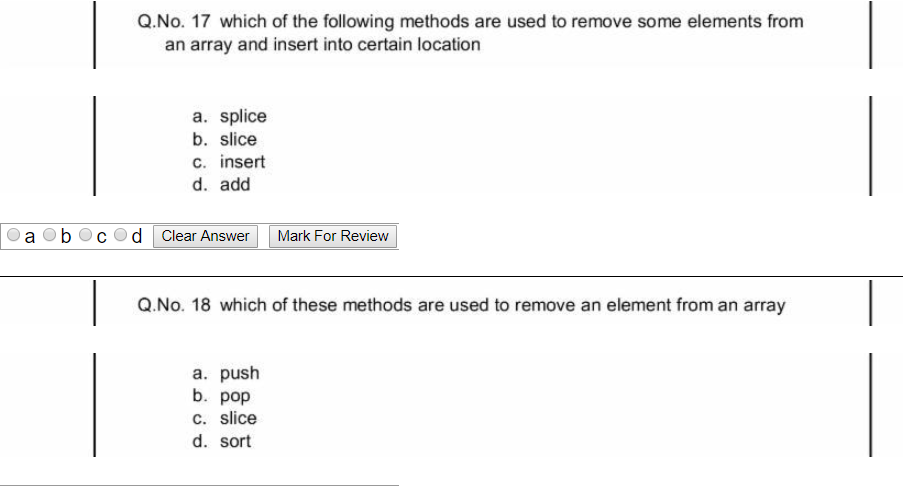 Q.No. 17 which of the following methods are used to remove some elements from
an array and insert into certain location
a. splice
b. slice
c. insert
d. add
a b c d Clear Answer Mark For Review
Q.No. 18 which of these methods are used to remove an element from an array
a. push
b. pop
c. slice
d. sort